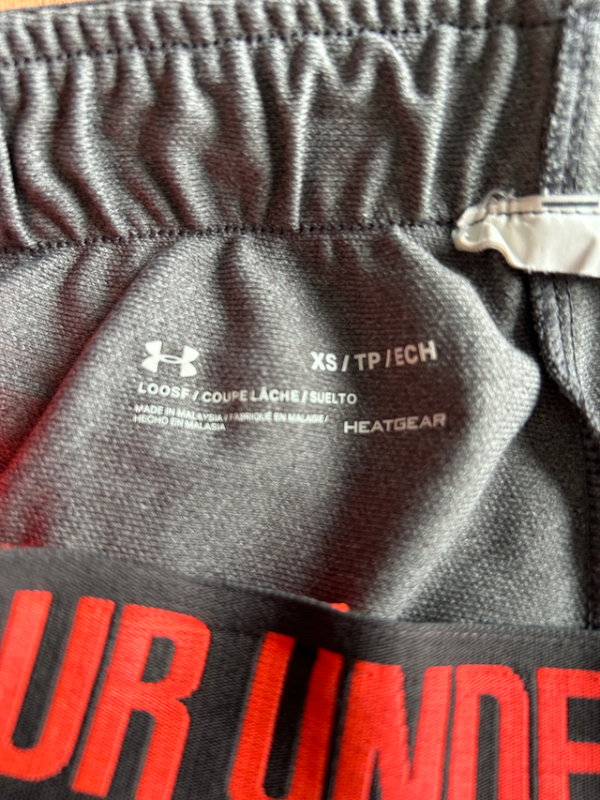 XS / TP / ECH
LOOSE / COUPE LÂCHE / SUELTO
MADE IN MALAYSIA / FABRIQUÉ EN MALAISIE /
HECHO EN MALASIA
HEATGEAR
UR UNDE